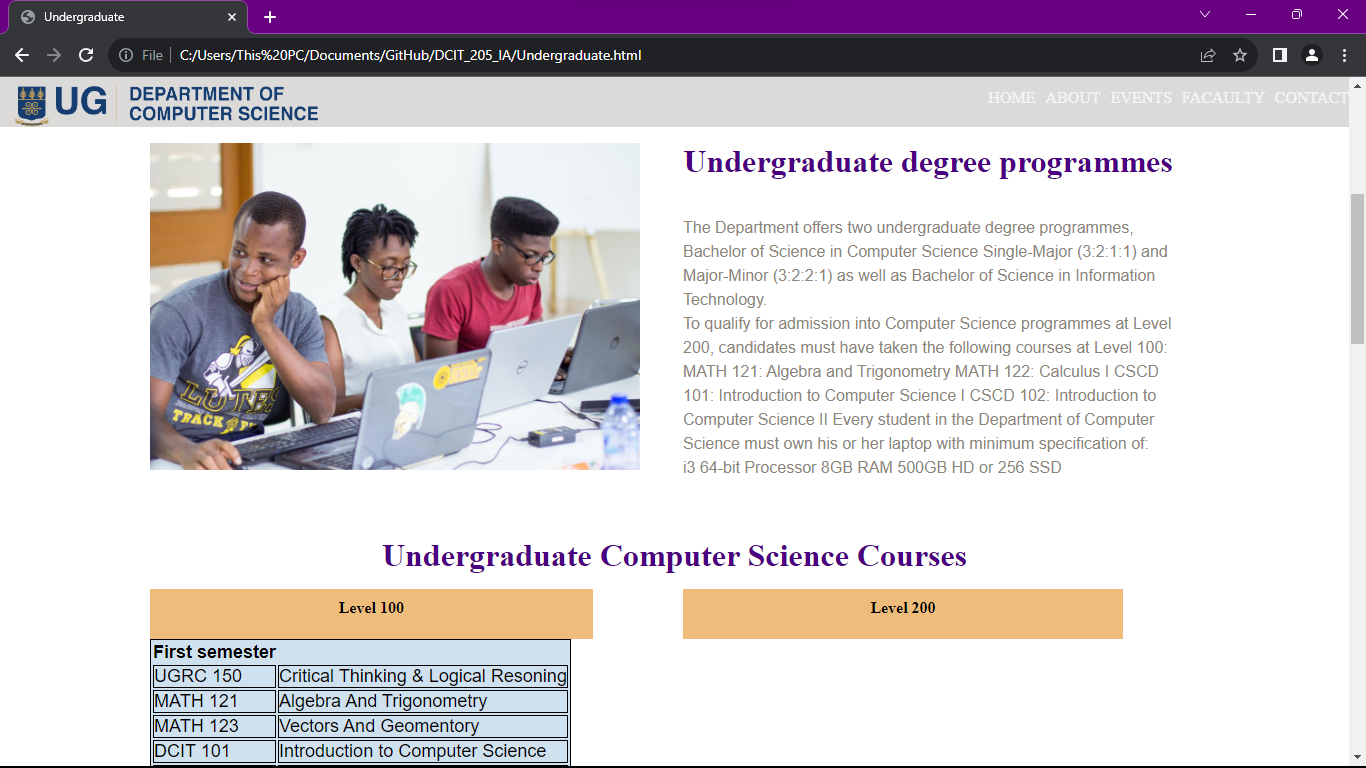 Undergraduate
File
C:/Users/This%20PC/Documents/GitHub/DCIT_205_IA/Undergraduate.html
UG
DEPARTMENT OF
COMPUTER SCIENCE
HOME ABOUT EVENTS FACAULTY CONTACT
Undergraduate degree programmes
The Department offers two undergraduate degree programmes,
Bachelor of Science in Computer Science Single-Major (3:2:1:1) and
Major-Minor (3:2:2:1) as well as Bachelor of Science in Information
Technology.
To qualify for admission into Computer Science programmes at Level
200, candidates must have taken the following courses at Level 100:
MATH 121: Algebra and Trigonometry MATH 122: Calculus I CSCD
101: Introduction to Computer Science I CSCD 102: Introduction to
Computer Science II Every student in the Department of Computer
Science must own his or her laptop with minimum specification of:
i3 64-bit Processor 8GB RAM 500GB HD or 256 SSD
LUTE
TRACK
DELL
Undergraduate Computer Science Courses
Level 100
Level 200
First semester
UGRC 150 Critical Thinking & Logical Resoning
MATH 121 Algebra And Trigonometry
MATH 123 Vectors And Geomentory
DCIT 101 Introduction to Computer Science